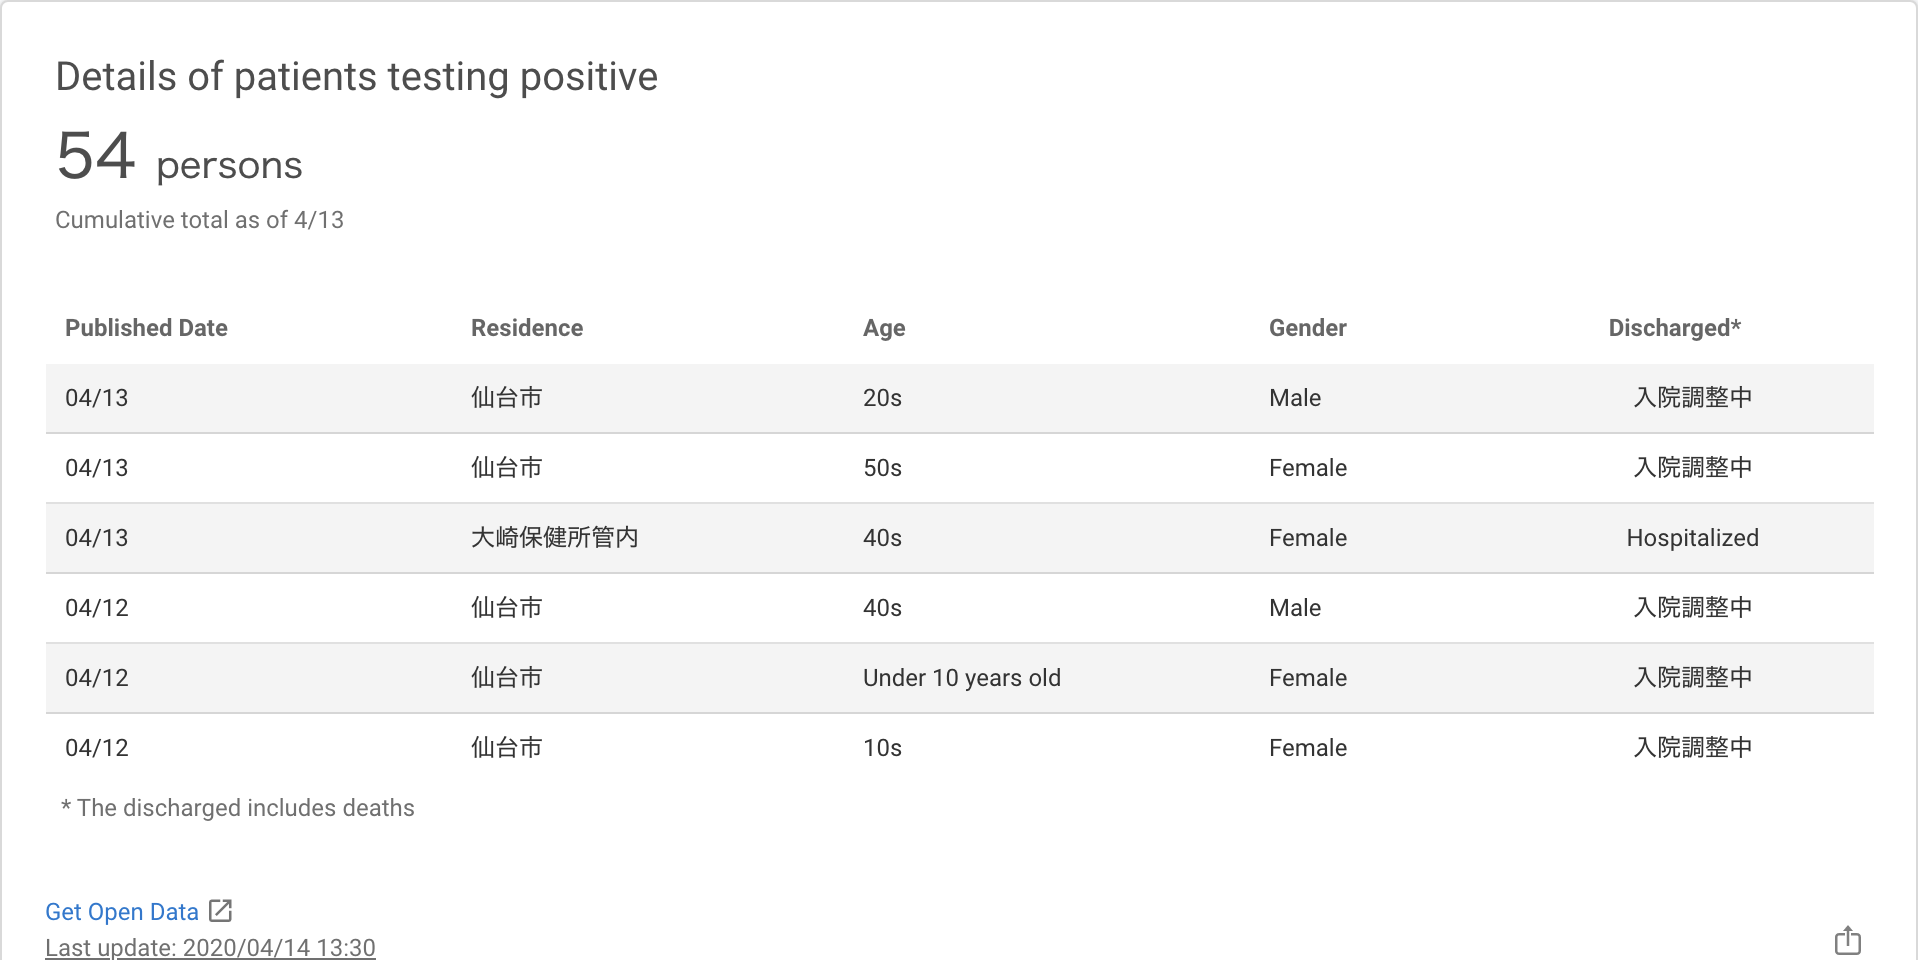 Details of patients testing positive
54 persons
Cumulative total as of 4/13
Published Date Residence Age Gender Discharged*
04/13 仙台市 20s Male 入院調整中
04/13 仙台市 50s Female 入院調整中
04/13 大崎保健所管内 40s Female Hospitalized
04/12 仙台市 40s Male 入院調整中
04/12 仙台市 Under 10 years old Female 入院調整中
04/12 仙台市 10s Female 入院調整中
* The discharged includes deaths
Get Open Data
Last update: 2020/04/14 13:30